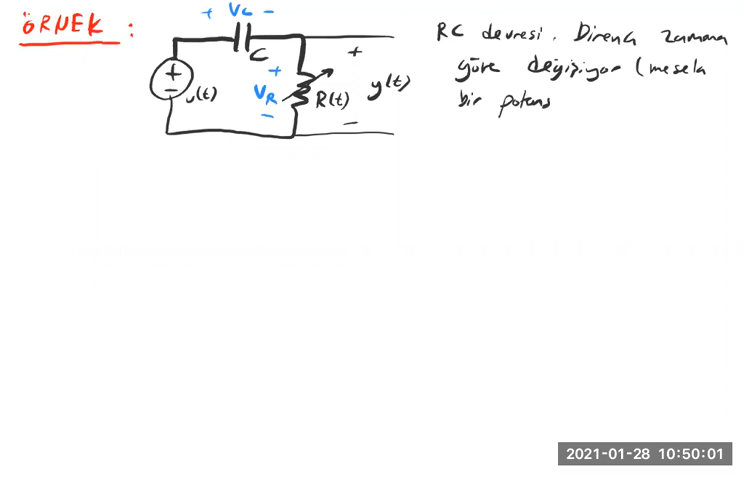 ÖRNEK :
+ Vc -
C
+
VR
-
R(t)
+
y(t)
-
+
-
u(t)
RC devresi. Direnç zamana
göre değişiyor (mesela
bir potans
2021-01-28 10:50:01